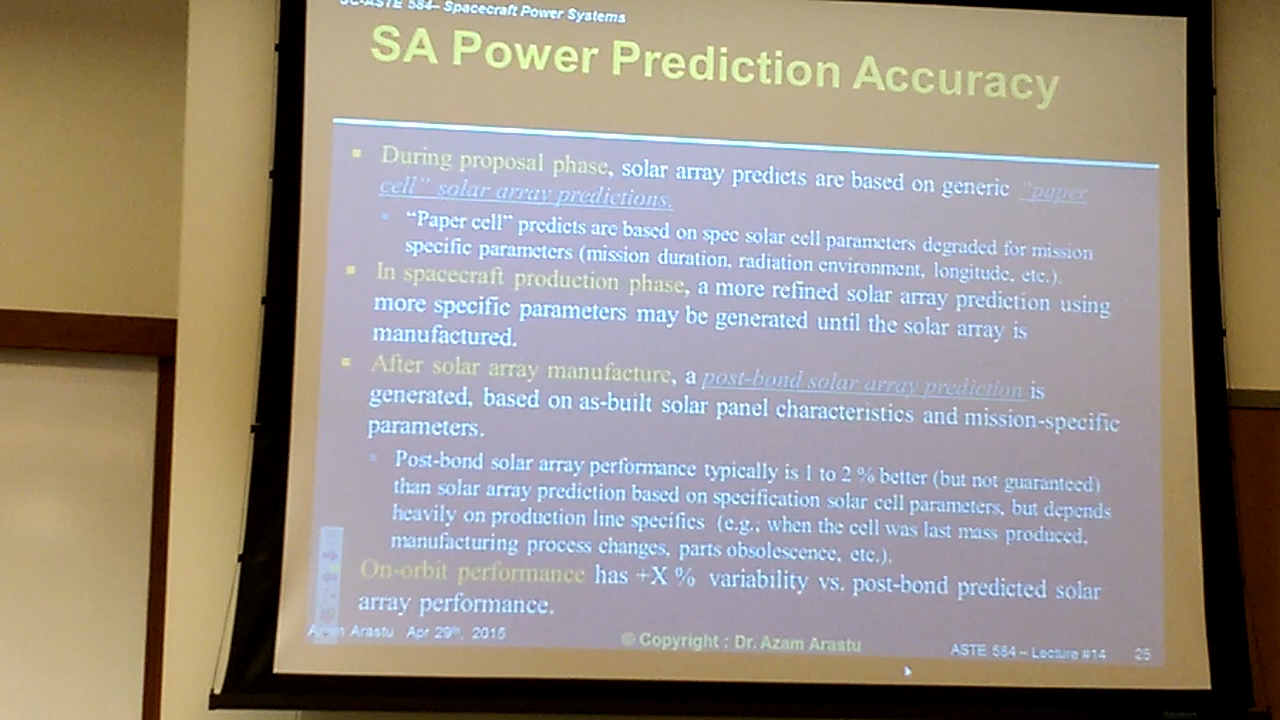 ASTE 584– Spacecraft Power Systems
SA Power Prediction Accuracy
During proposal phase, solar array predicts are based on generic "paper
cell" solar array predictions.
"Paper cell" predicts are based on spec solar cell parameters degraded for mission
specific parameters (mission duration, radiation environment, longitude, etc.).
In spacecraft production phase, a more refined solar array prediction using
more specific parameters may be generated until the solar array is
manufactured.
After solar array manufacture, a post-bond solar array prediction is
generated, based on as-built solar panel characteristics and mission-specific
parameters.
Post-bond solar array performance typically is 1 to 2 % better (but not guaranteed)
than solar array prediction based on specification solar cell parameters, but depends
heavily on production line specifics (e.g., when the cell was last mass produced,
manufacturing process changes, parts obsolescence, etc.).
On-orbit performance has +X % variability vs. post-bond predicted solar
array performance.
Azam Arastu Apr 29th, 2015
© Copyright : Dr. Azam Arastu
ASTE 584 – Lecture #14
25